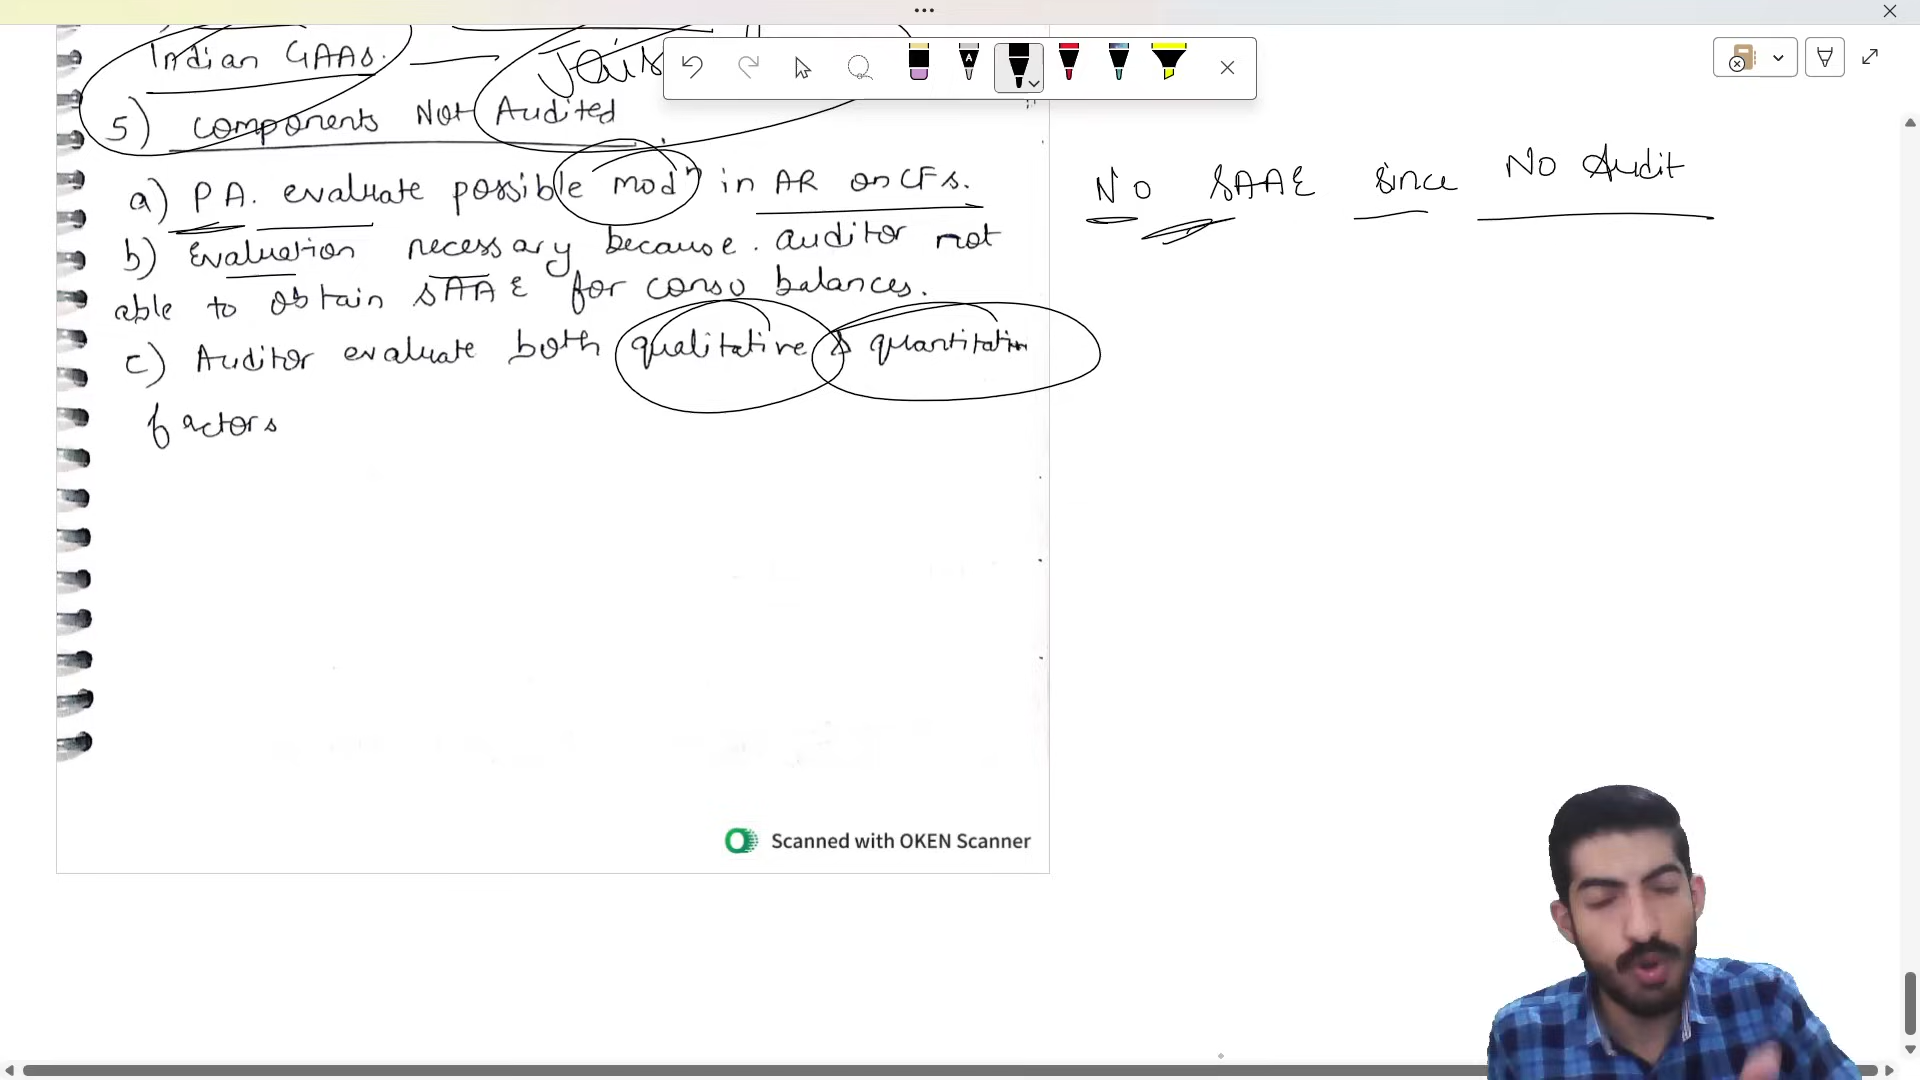 Indian GAAS.
5) components Not Audited
a) P A. evaluate possible modⁿ in AR on CFs.
b) Evaluation necessary because. auditor not
able to obtain SAAE for conso balances.
c) Auditor evaluate both qualitative & quantitative
factors
No SAAE since No Audit
Scanned with OKEN Scanner